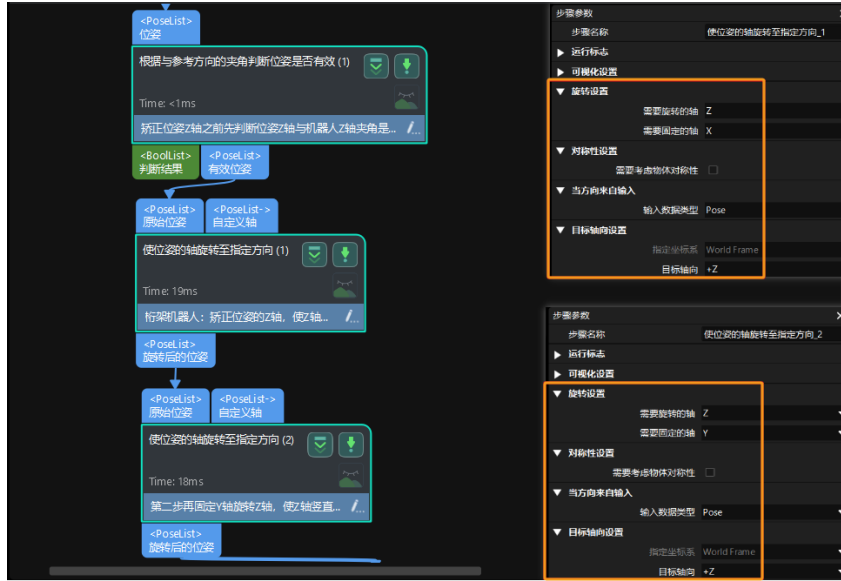 <PoseList>
位姿
根据与参考方向的夹角判断位姿是否有效 (1)
Time: <1ms
矫正位姿Z轴之前先判断位姿Z轴与机器人Z轴夹角是...
<BoolList>
判断结果
<PoseList>
有效位姿
<PoseList>
原始位姿
<PoseList->
自定义轴
使位姿的轴旋转至指定方向 (1)
Time: 19ms
桁架机器人：矫正位姿的Z轴，使Z轴...
<PoseList>
旋转后的位姿
<PoseList>
原始位姿
<PoseList->
自定义轴
使位姿的轴旋转至指定方向 (2)
Time: 18ms
第二步再固定Y轴旋转Z轴，使Z轴竖直...
<PoseList>
旋转后的位姿
步骤参数
步骤名称 使位姿的轴旋转至指定方向_1
运行标志
可视化设置
旋转设置
需要旋转的轴 Z
需要固定的轴 X
对称性设置
需要考虑物体对称性
当方向来自输入
输入数据类型 Pose
目标轴向设置
指定坐标系 World Frame
目标轴向 +Z
步骤参数
步骤名称 使位姿的轴旋转至指定方向_2
运行标志
可视化设置
旋转设置
需要旋转的轴 Z
需要固定的轴 Y
对称性设置
需要考虑物体对称性
当方向来自输入
输入数据类型 Pose
目标轴向设置
指定坐标系 World Frame
目标轴向 +Z